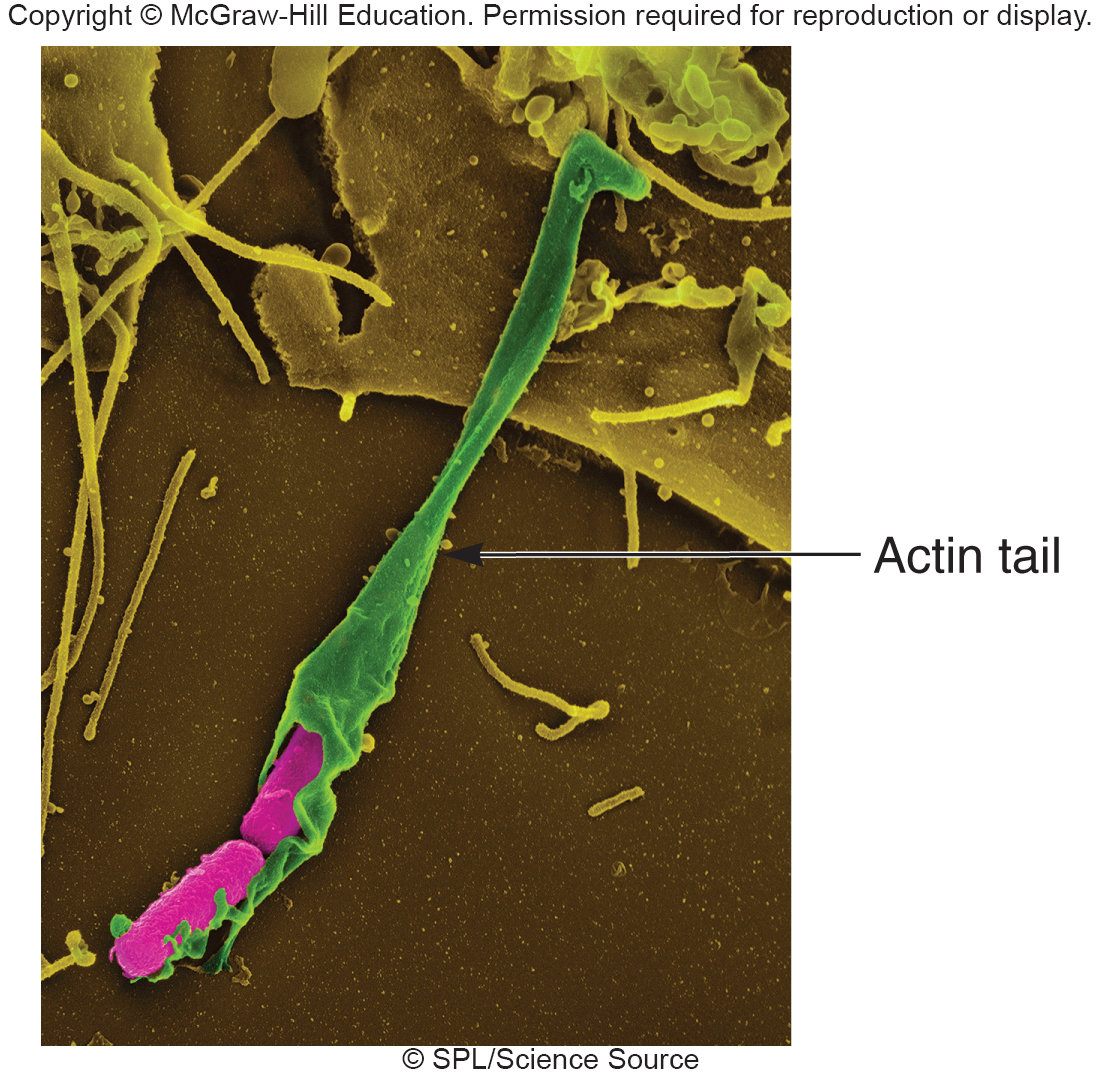 Copyright © McGraw-Hill Education. Permission required for reproduction or display.
Actin tail
© SPL/Science Source